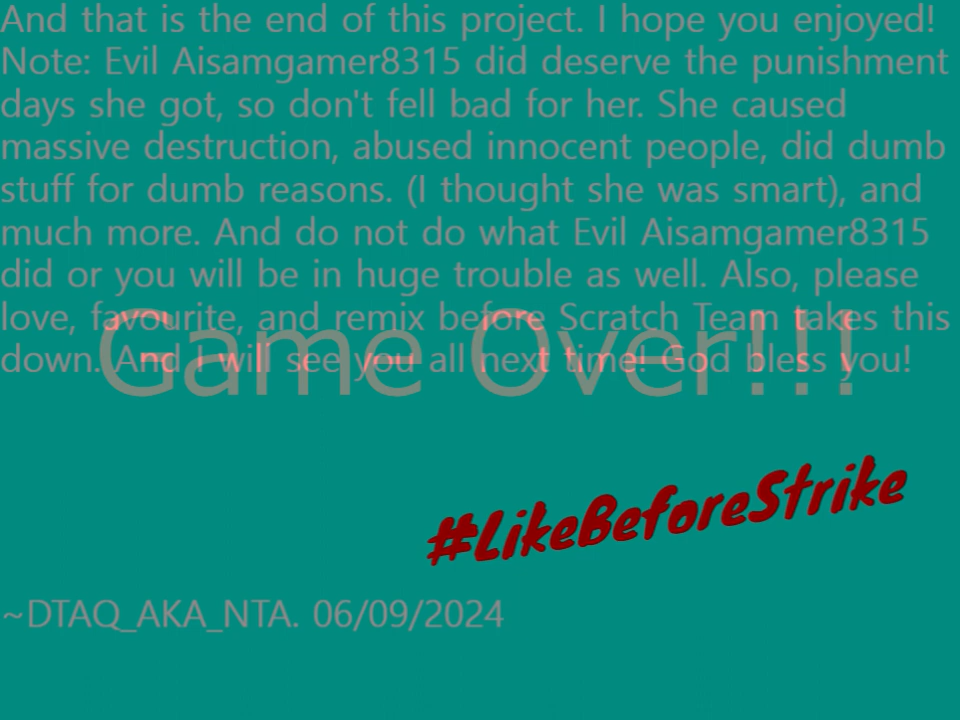 And that is the end of this project. I hope you enjoyed!
Note: Evil Aisamgamer8315 did deserve the punishment
days she got, so don't fell bad for her. She caused
massive destruction, abused innocent people, did dumb
stuff for dumb reasons. (I thought she was smart), and
much more. And do not do what Evil Aisamgamer8315
did or you will be in huge trouble as well. Also, please
love, favourite, and remix before Scratch Team takes this
down. And I will see you all next time! God bless you!
Game Over!!!
#LikeBeforeStrike
~DTAQ_AKA_NTA. 06/09/2024